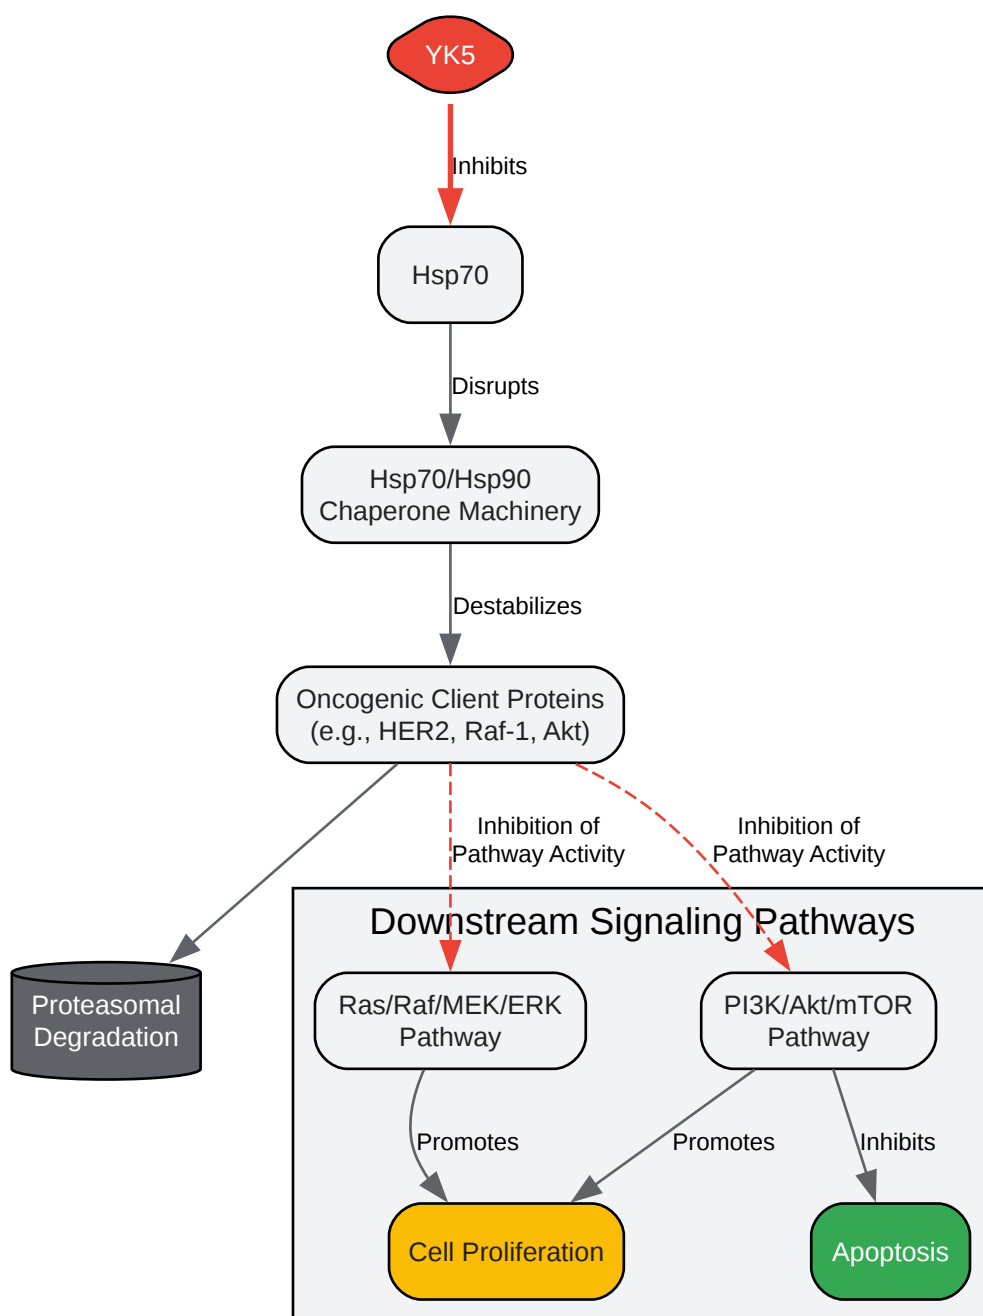 YK5
Inhibits
Hsp70
Disrupts
Hsp70/Hsp90
Chaperone Machinery
Destabilizes
Oncogenic Client Proteins
(e.g., HER2, Raf-1, Akt)
Inhibition of
Pathway Activity
Inhibition of
Pathway Activity
Downstream Signaling Pathways
Proteasomal
Degradation
Ras/Raf/MEK/ERK
Pathway
PI3K/Akt/mTOR
Pathway
Promotes
Promotes
Inhibits
Cell Proliferation
Apoptosis